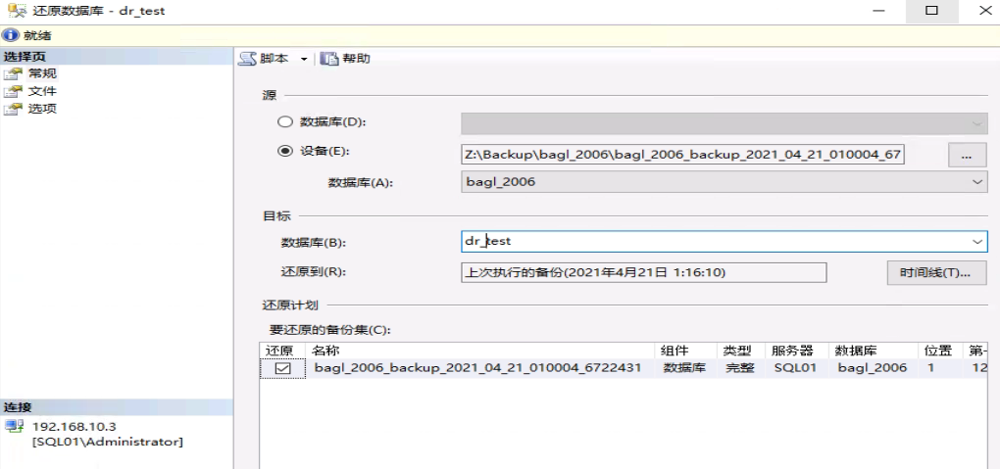 还原数据库 - dr_test
就绪
选择页
常规
文件
选项
脚本 帮助
源
数据库(D):
设备(E): Z:\Backup\bagl_2006\bagl_2006_backup_2021_04_21_010004_67 ...
数据库(A): bagl_2006
目标
数据库(B): dr_test
还原到(R): 上次执行的备份(2021年4月21日 1:16:10) 时间线(T)...
还原计划
要还原的备份集(C):
还原 名称 组件 类型 服务器 数据库 位置 第一
bagl_2006_backup_2021_04_21_010004_6722431 数据库 完整 SQL01 bagl_2006 1 12
连接
192.168.10.3
[SQL01\Administrator]